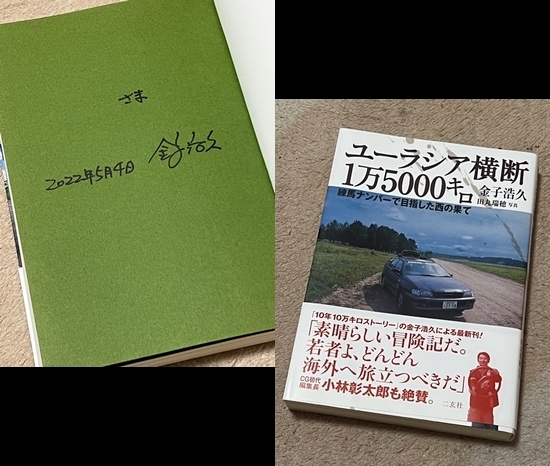 さま
2022年5月4日
金子浩久
ユーラシア横断
1万5000キロ
金子浩久
田丸瑞穂 写真
練馬ナンバーで目指した西の果て
「10年10万キロストーリー」の金子浩久による最新刊!
「素晴らしい冒険記だ。
若者よ、どんどん
海外へ旅立つべきだ」
CG初代
編集長 小林彰太郎も絶賛。
二玄社